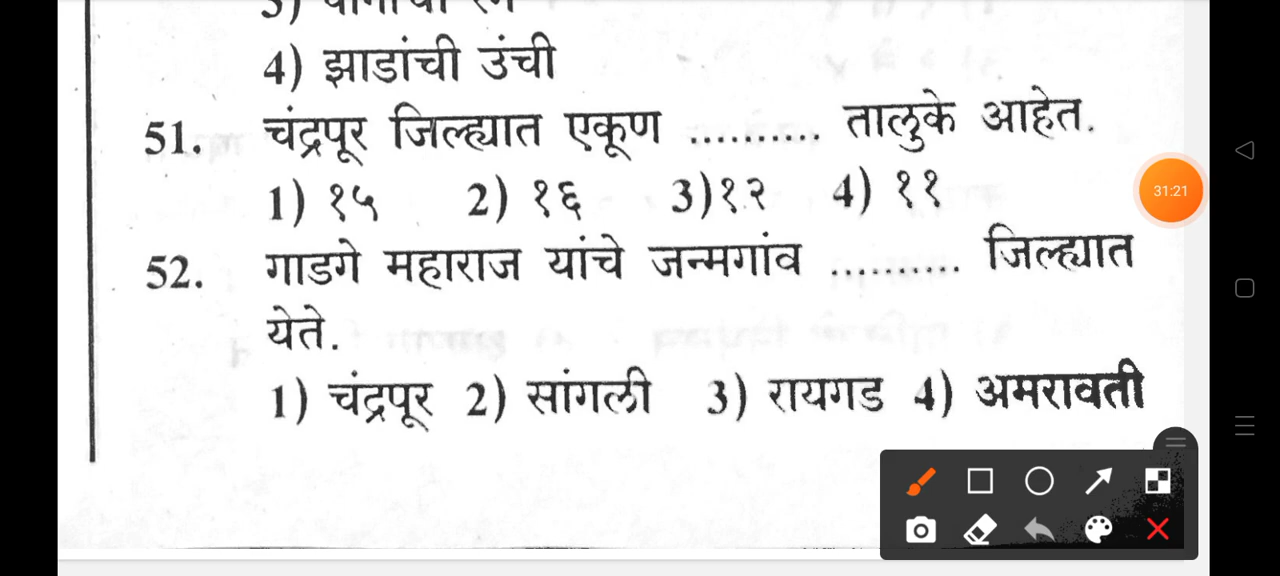 4) झाडांची उंची
51. चंद्रपूर जिल्ह्यात एकूण .......... तालुके आहेत.
1) १५ 2) १६ 3)१२ 4) ११
31:21
52. गाडगे महाराज यांचे जन्मगांव .......... जिल्ह्यात
येते.
1) चंद्रपूर 2) सांगली 3) रायगड 4) अमरावती